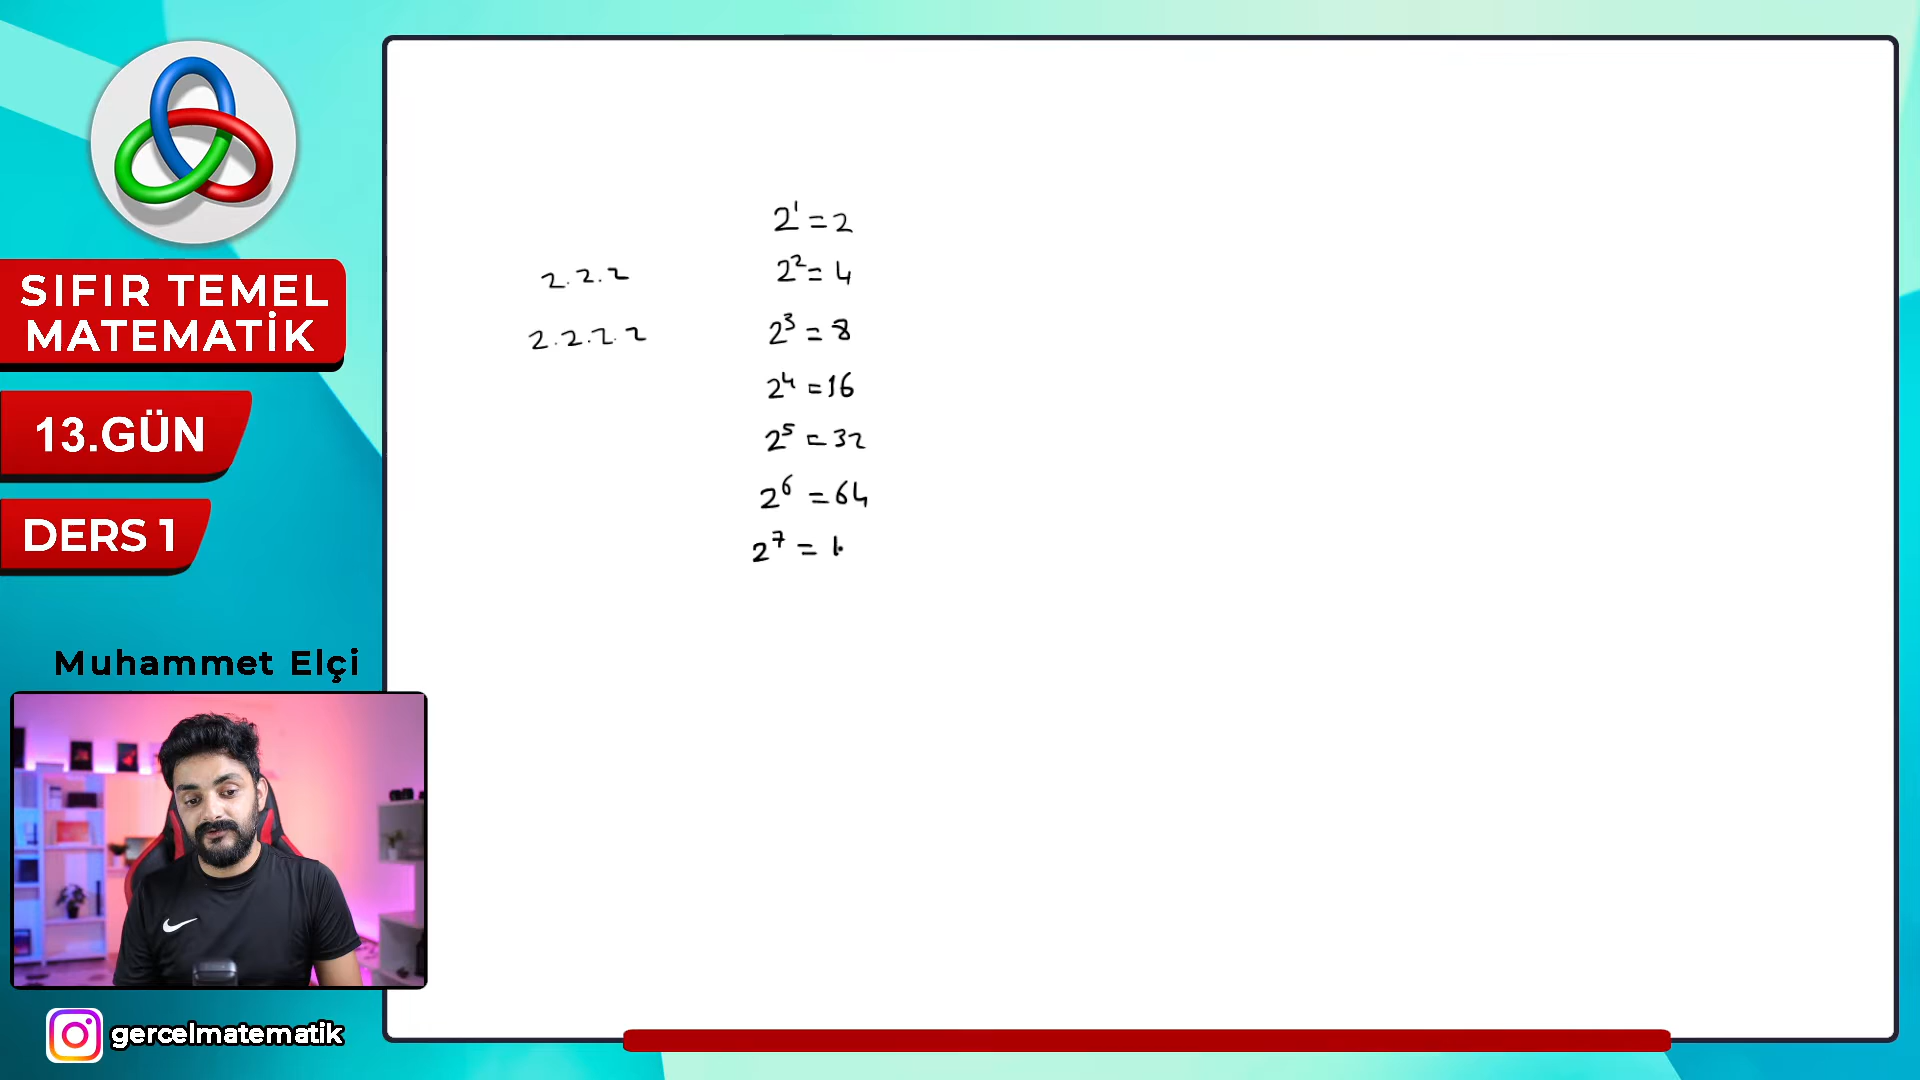 SIFIR TEMEL
MATEMATİK
13.GÜN
DERS 1
Muhammet Elçi
gercelmatematik
2.2.2
2.2.2.2
2¹ = 2
2² = 4
2³ = 8
2⁴ = 16
2⁵ = 32
2⁶ = 64
2⁷ = 1